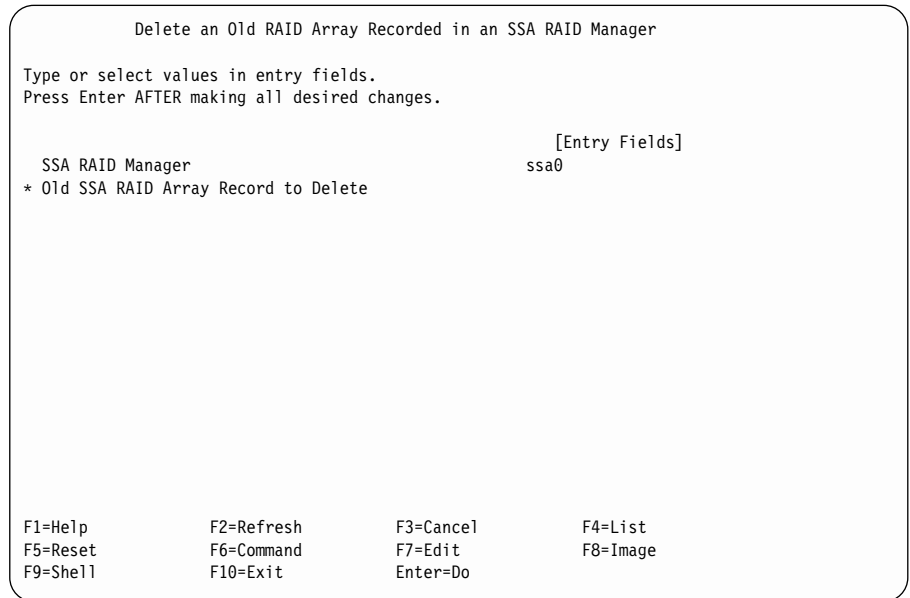 Delete an Old RAID Array Recorded in an SSA RAID Manager
Type or select values in entry fields.
Press Enter AFTER making all desired changes.
[Entry Fields]
SSA RAID Manager ssa0
* Old SSA RAID Array Record to Delete
F1=Help F2=Refresh F3=Cancel F4=List
F5=Reset F6=Command F7=Edit F8=Image
F9=Shell F10=Exit Enter=Do